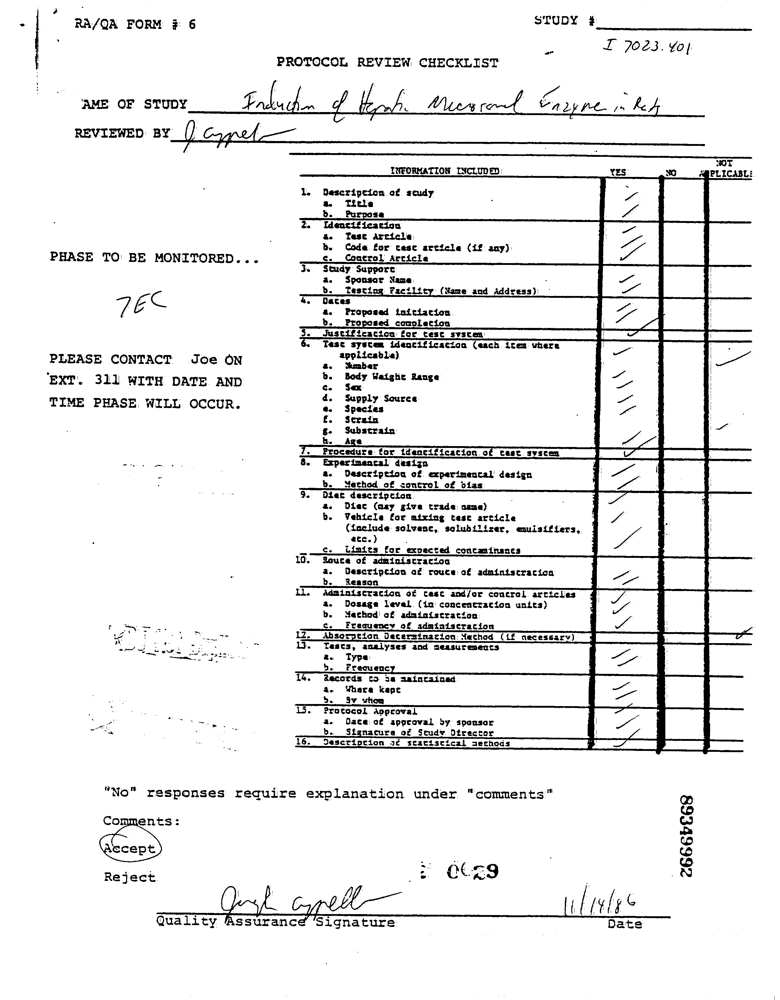 RA/QA FORM # 6
STUDY #
I 7023.401
PROTOCOL REVIEW CHECKLIST
AME OF STUDY Induction of Hepatic Microsomal Enzyme in Rats
REVIEWED BY J Appel
INFORMATION INCLUDED YES NO NOT APPLICABLE
1. Description of study
a. Title
b. Purpose
2. Identification
a. Test Article
b. Code for test article (if any)
c. Control Article
3. Study Support
a. Sponsor Name
b. Testing Facility (Name and Address)
4. Dates
a. Proposed initiation
b. Proposed completion
5. Justification for test system
6. Test system identification (each item where
applicable)
a. Number
b. Body Weight Range
c. Sex
d. Supply Source
e. Species
f. Strain
g. Substrain
h. Age
7. Procedure for identification of test system
8. Experimental design
a. Description of experimental design
b. Method of control of bias
9. Diet description
a. Diet (may give trade name)
b. Vehicle for mixing test article
(include solvent, solubilizer, emulsifiers,
etc.)
c. Limits for expected contaminants
10. Route of administration
a. Description of route of administration
b. Reason
11. Administration of test and/or control articles
a. Dosage level (in concentration units)
b. Method of administration
c. Frequency of administration
12. Absorption Determination Method (if necessary)
13. Tests, analyses and measurements
a. Type
b. Frequency
14. Records to be maintained
a. Where kept
b. By whom
15. Protocol Approval
a. Date of approval by sponsor
b. Signature of Study Director
16. Description of statistical methods
PHASE TO BE MONITORED...
7EC
PLEASE CONTACT Joe ON
EXT. 311 WITH DATE AND
TIME PHASE WILL OCCUR.
"No" responses require explanation under "comments"
Comments:
Accept
Reject
0029
11/14/86
Quality Assurance Signature
Date
89349992